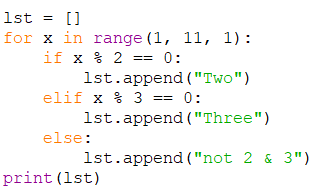 lst = []
for x in range(1, 11, 1):
    if x % 2 == 0:
        lst.append("Two")
    elif x % 3 == 0:
        lst.append("Three")
    else:
        lst.append("not 2 & 3")
print(lst)